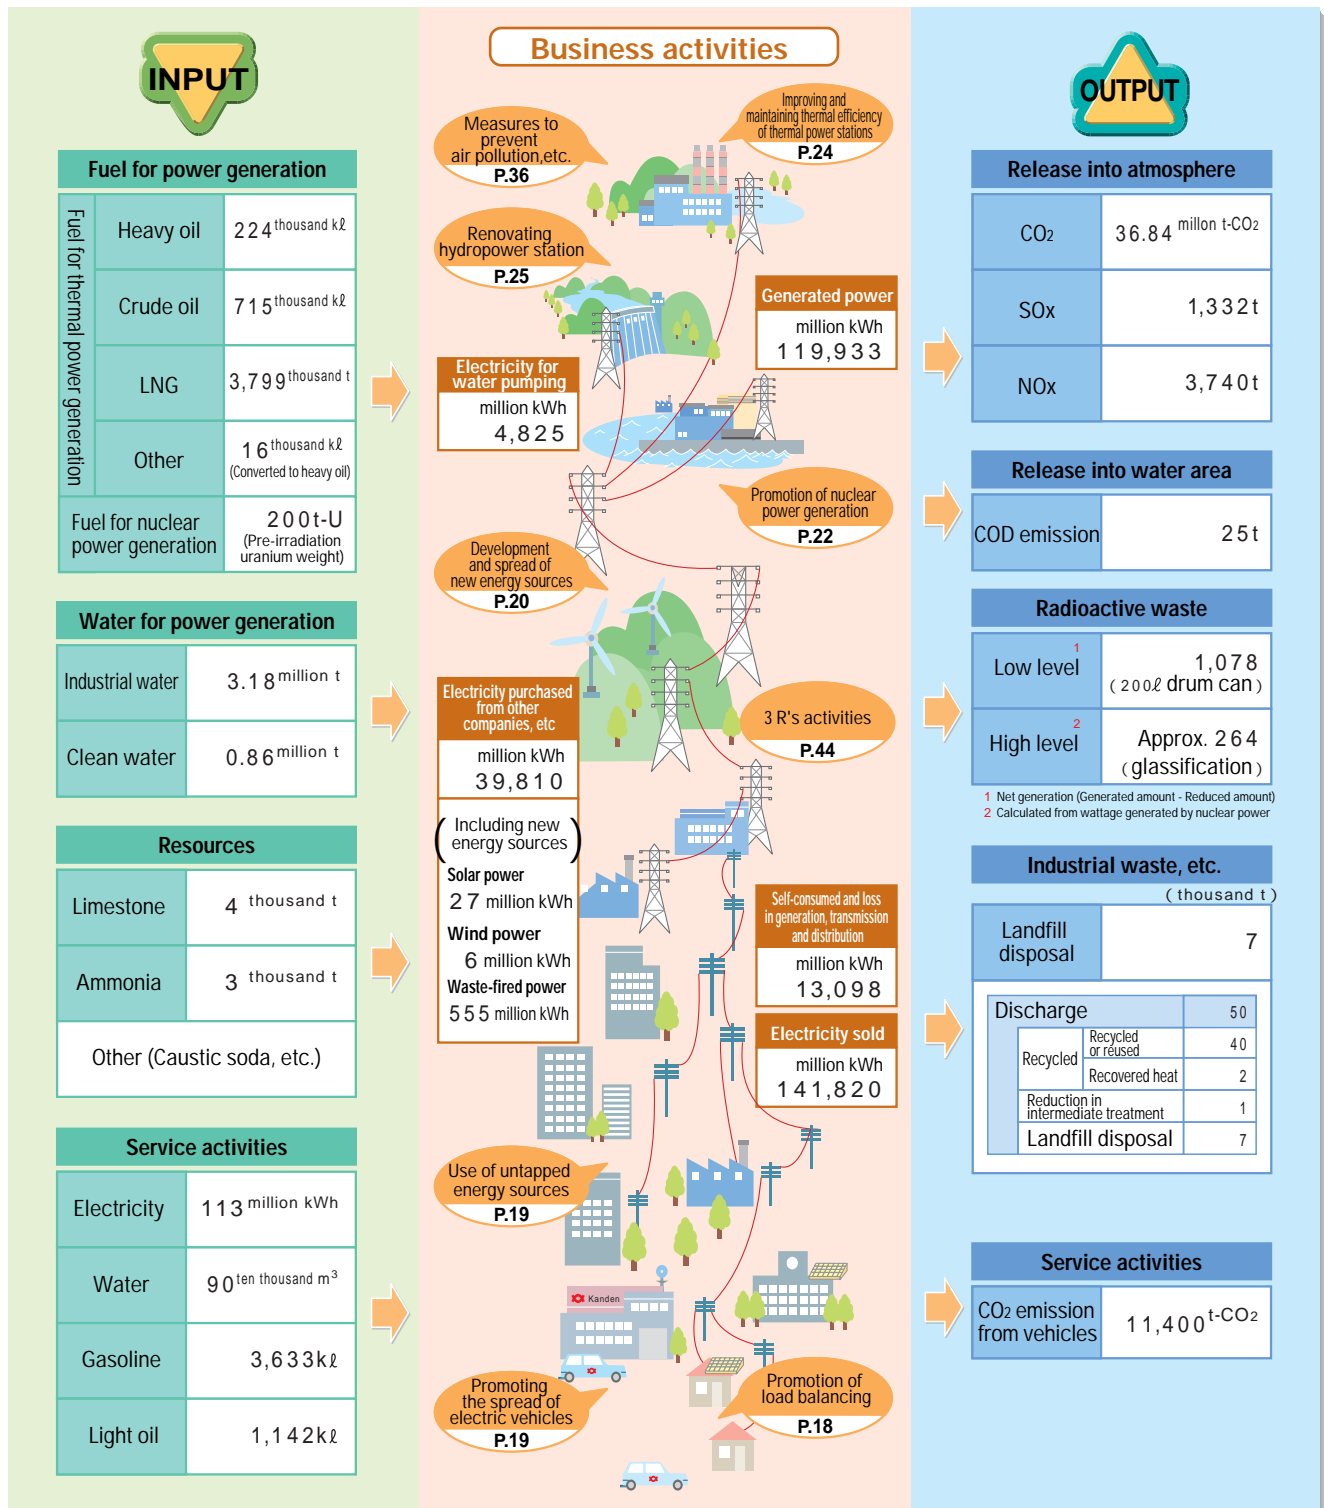 INPUT
Fuel for power generation
Fuel for thermal power generation
Heavy oil
224 thousand kℓ
Crude oil
715 thousand kℓ
LNG
3,799 thousand t
Other
16 thousand kℓ
(Converted to heavy oil)
Fuel for nuclear
power generation
200t-U
(Pre-irradiation
uranium weight)
Water for power generation
Industrial water
3.18 million t
Clean water
0.86 million t
Resources
Limestone
4 thousand t
Ammonia
3 thousand t
Other (Caustic soda, etc.)
Service activities
Electricity
113 million kWh
Water
90 ten thousand m³
Gasoline
3,633kℓ
Light oil
1,142kℓ
Business activities
Measures to
prevent
air pollution,etc.
P.36
Improving and
maintaining thermal efficiency
of thermal power stations
P.24
Renovating
hydropower station
P.25
Generated power
million kWh
119,933
Electricity for
water pumping
million kWh
4,825
Promotion of nuclear
power generation
P.22
Development
and spread of
new energy sources
P.20
Electricity purchased
from other
companies, etc
million kWh
39,810
(Including new
energy sources)
Solar power
27 million kWh
Wind power
6 million kWh
Waste-fired power
555 million kWh
3 R's activities
P.44
Self-consumed and loss
in generation, transmission
and distribution
million kWh
13,098
Electricity sold
million kWh
141,820
Use of untapped
energy sources
P.19
Kanden
Promoting
the spread of
electric vehicles
P.19
Promotion of
load balancing
P.18
OUTPUT
Release into atmosphere
CO₂
36.84 millon t-CO₂
SOx
1,332t
NOx
3,740t
Release into water area
COD emission
25t
Radioactive waste
Low level 1
1,078
(200ℓ drum can)
High level 2
Approx. 264
(glassification)
1 Net generation (Generated amount - Reduced amount)
2 Calculated from wattage generated by nuclear power
Industrial waste, etc.
(thousand t)
Landfill
disposal
7
Discharge
50
Recycled
Recycled
or reused
40
Recovered heat
2
Reduction in
intermediate treatment
1
Landfill disposal
7
Service activities
CO₂ emission
from vehicles
11,400 t-CO₂